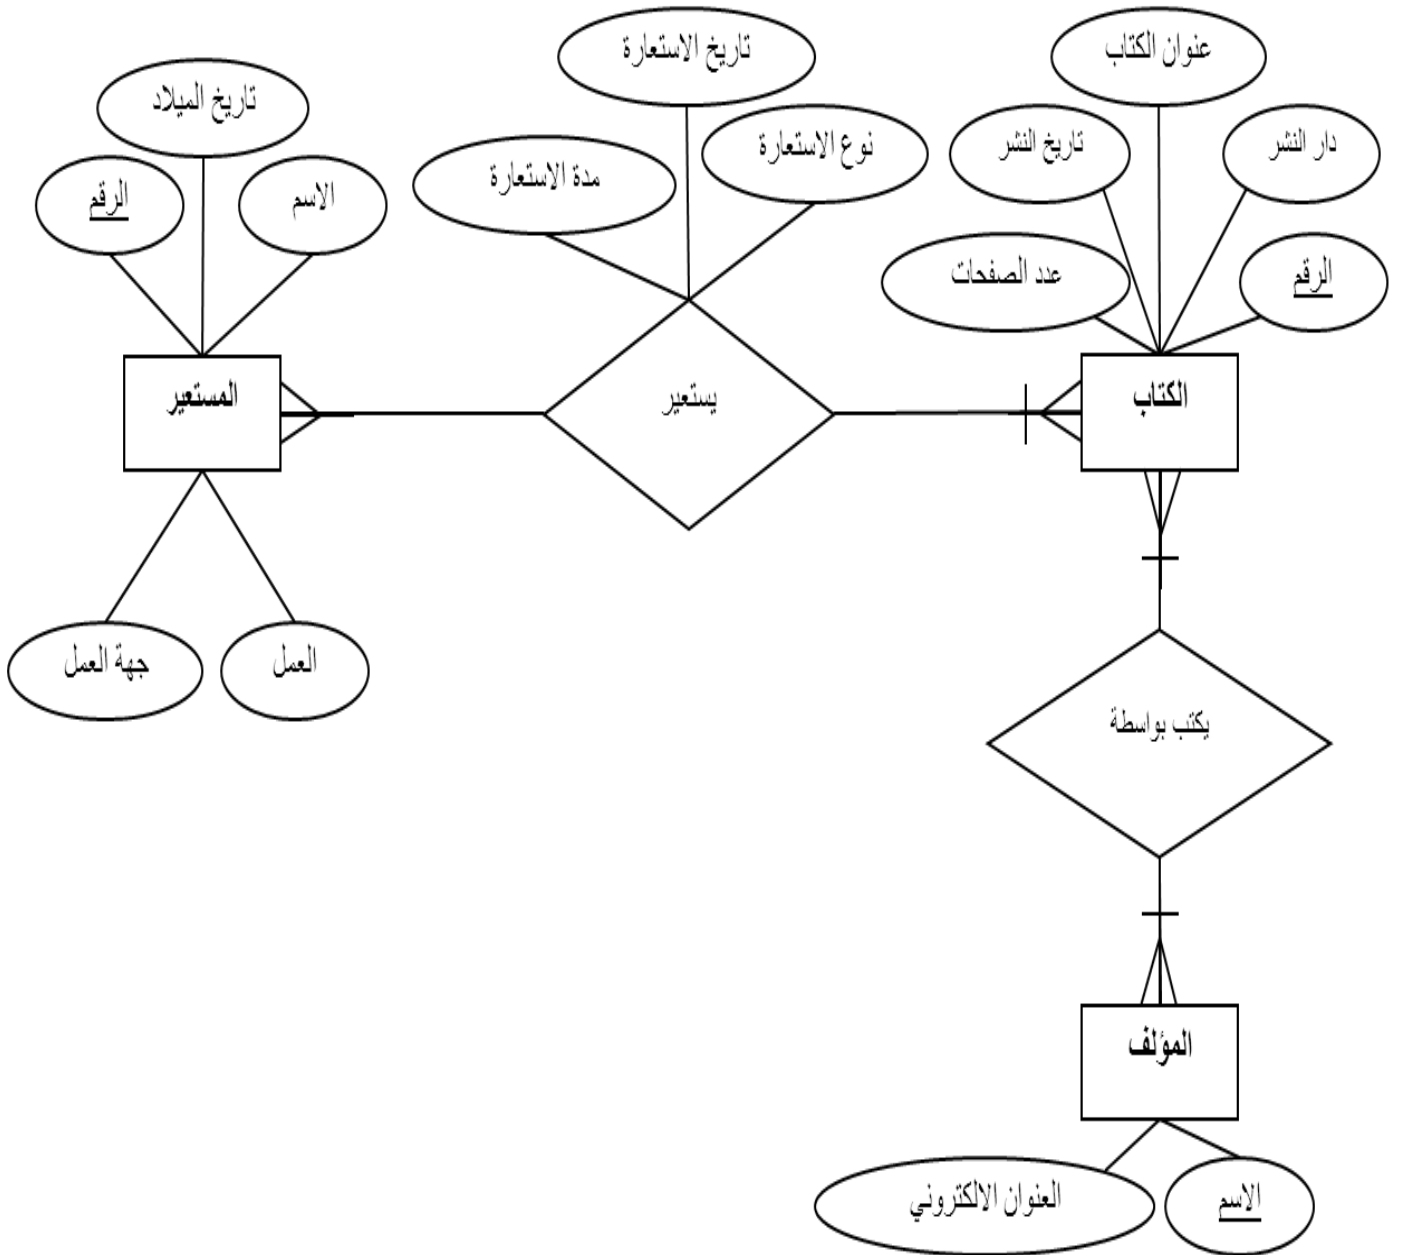 عنوان الكتاب
تاريخ الاستعارة
تاريخ الميلاد
دار النشر
تاريخ النشر
نوع الاستعارة
مدة الاستعارة
الاسم
الرقم
الرقم
عدد الصفحات
الكتاب
يستعير
المستعير
العمل
جهة العمل
يكتب بواسطة
المؤلف
الاسم
العنوان الالكتروني